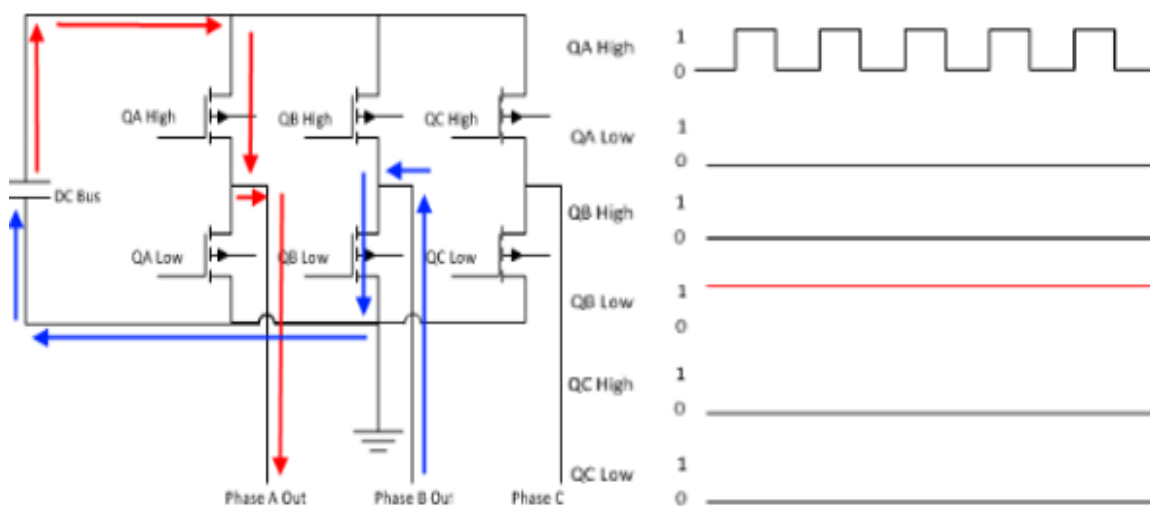 QA High
QB High
QC High
DC Bus
QA Low
QB Low
QC Low
Phase A Out
Phase B Out
Phase C
QA High
1
0
QA Low
1
0
QB High
1
0
QB Low
1
0
QC High
1
0
QC Low
1
0